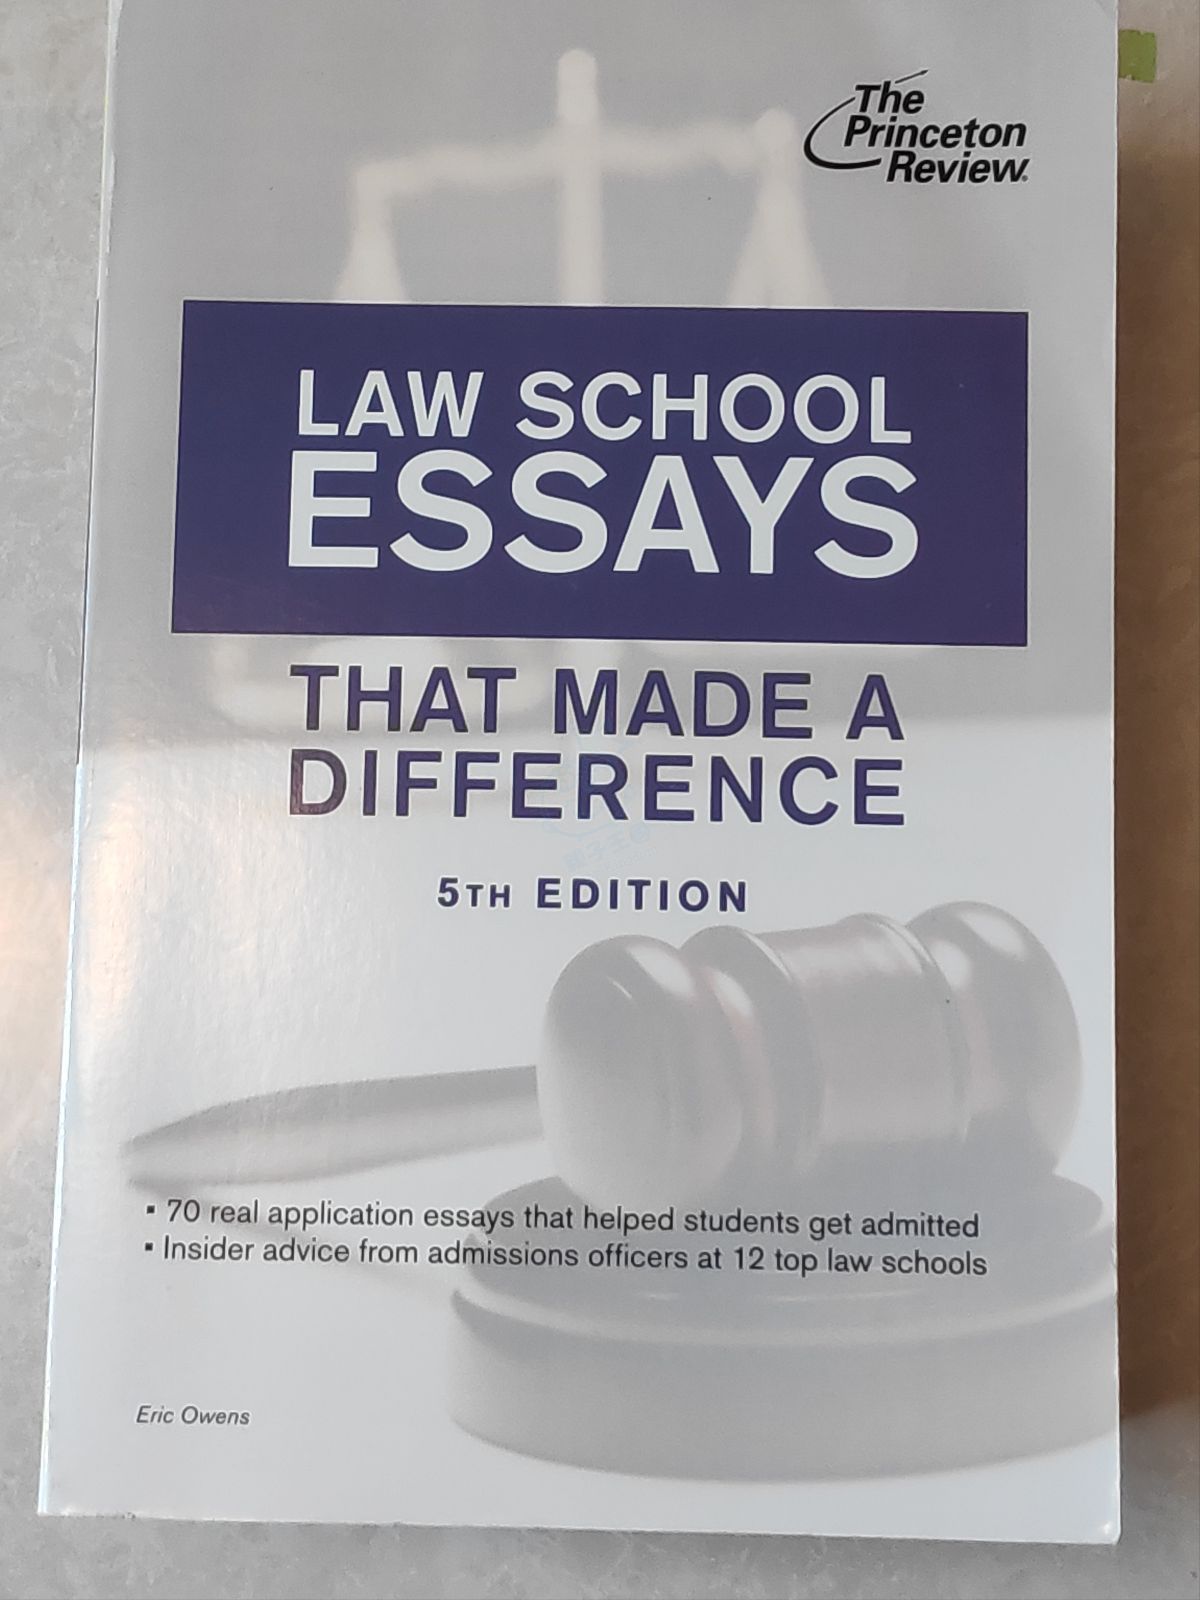 The
Princeton
Review.
LAW SCHOOL
ESSAYS
THAT MADE A
DIFFERENCE
5TH EDITION
▪ 70 real application essays that helped students get admitted
▪ Insider advice from admissions officers at 12 top law schools
Eric Owens